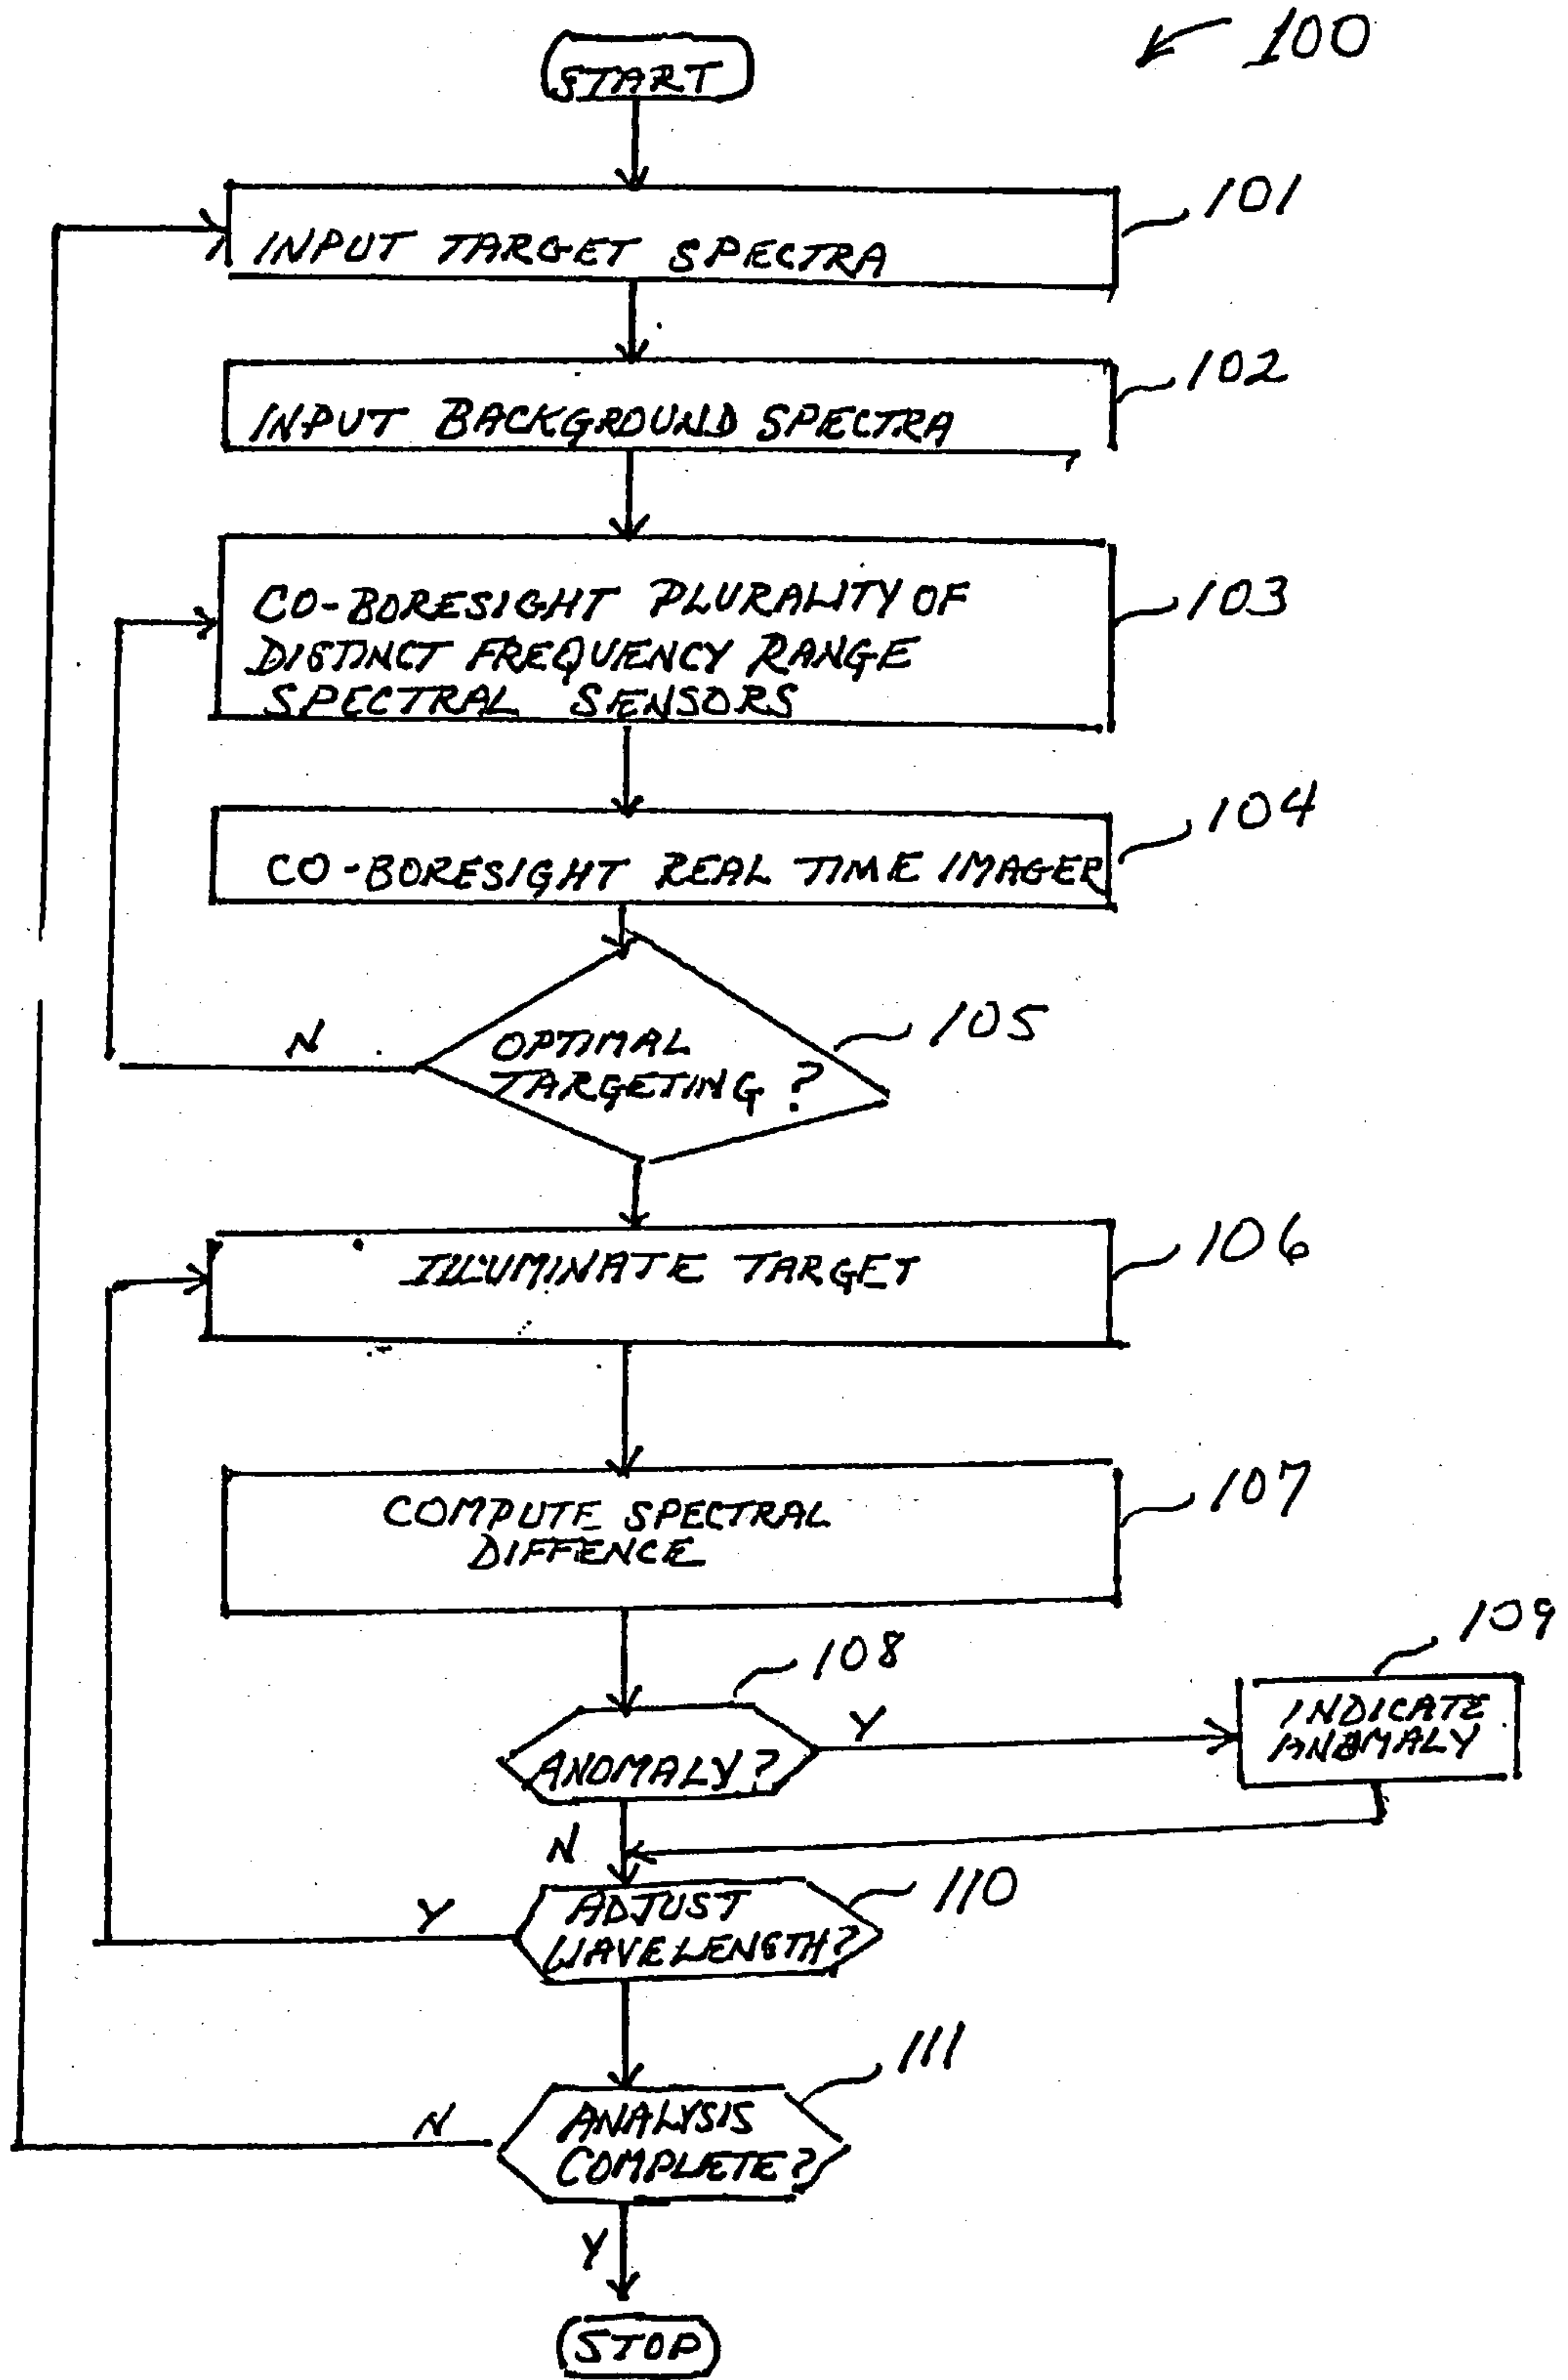 100
START
101
INPUT TARGET SPECTRA
102
INPUT BACKGROUND SPECTRA
CO-BORESIGHT PLURALITY OF
103
DISTINCT FREQUENCY RANGE
SPECTRAL SENSORS
104
CO-BORESIGHT REAL TIME IMAGER
105
N
OPTIMAL
TARGETING ?
106
ILLUMINATE TARGET
107
COMPUTE SPECTRAL
DIFFENCE
109
108
INDICATE
ANOMALY
Y
ANOMALY?
N
110
Y
ADJUST
WAVELENGTH?
111
N
ANALYSIS
COMPLETE?
Y
STOP